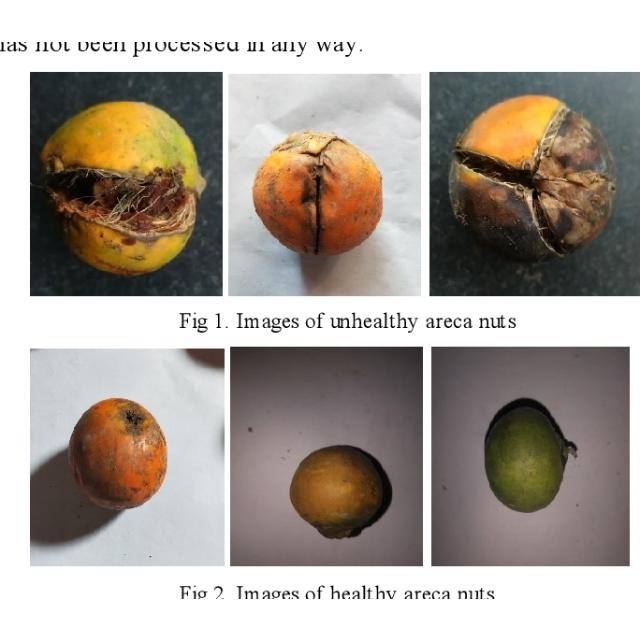 has not been processed in any way.
Fig 1. Images of unhealthy areca nuts
Fig 2. Images of healthy areca nuts